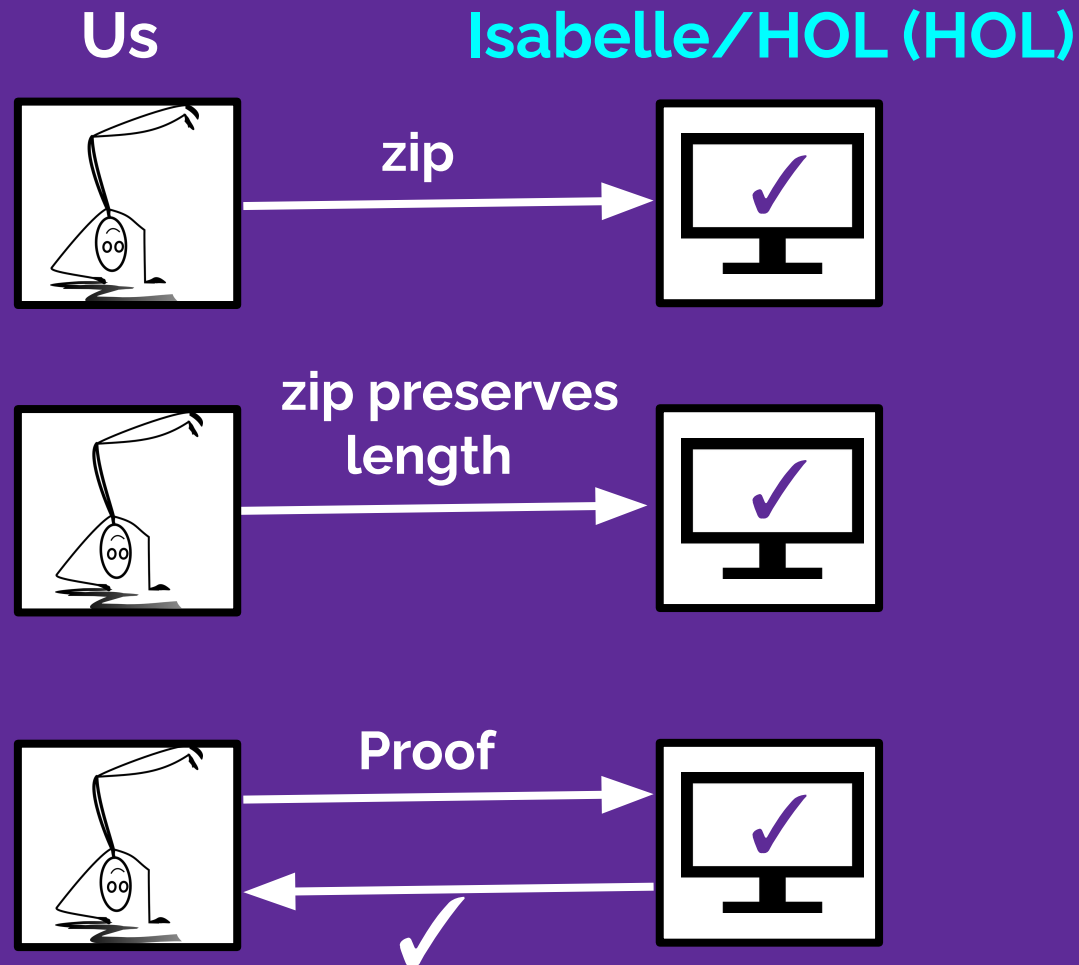 Us
Isabelle/HOL (HOL)
zip
zip preserves
length
Proof